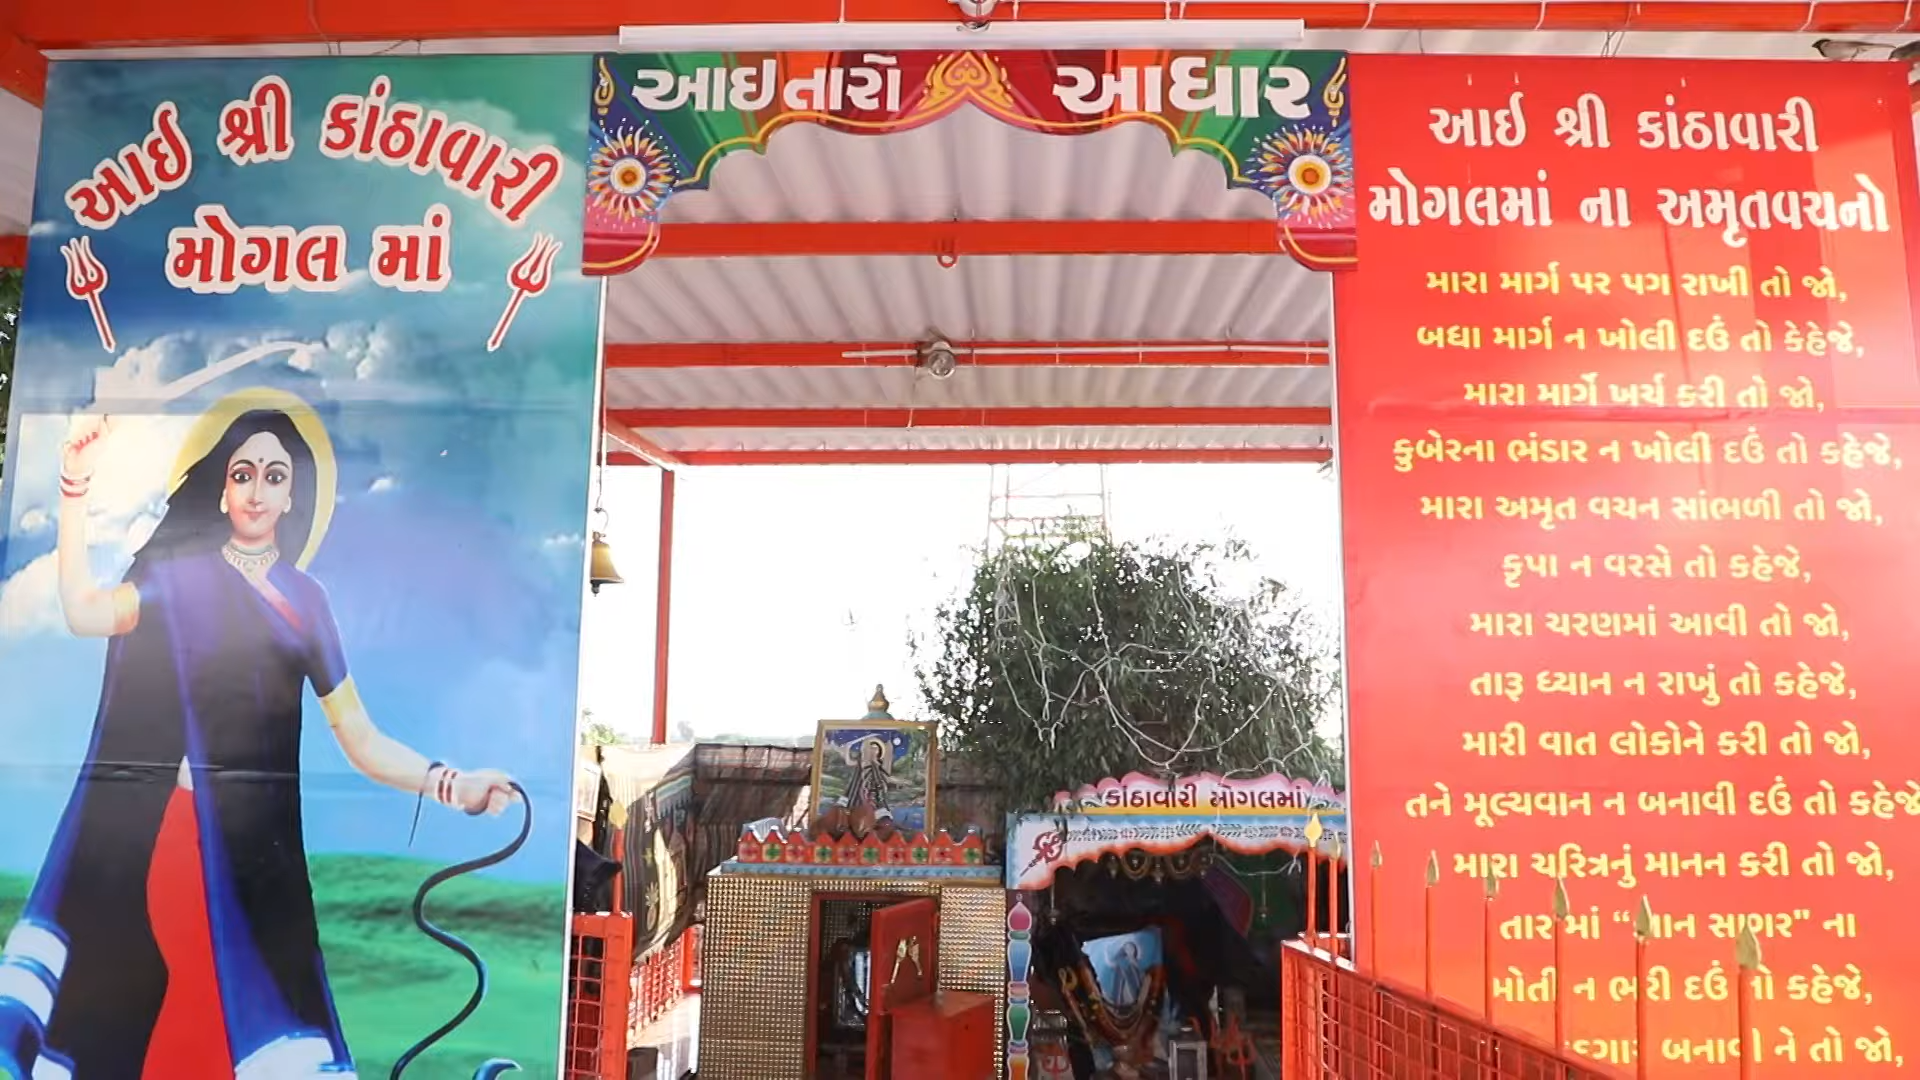 આઈ શ્રી કાંઠાવારી
મોગલ માં
આઇ તારોં આધાર
આઈ શ્રી કાંઠાવારી
મોગલમાં ના અમૃતવચનો
મારા માર્ગ પર પગ રાખી તો જો,
બધા માર્ગ ન ખોલી દઉં તો કેહેજે,
મારા માર્ગે ખર્ચ કરી તો જો,
કુબેરના ભંડાર ન ખોલી દઉં તો કહેજે,
મારા અમૃત વચન સાંભળી તો જો,
કૃપા ન વરસે તો કહેજે,
મારા ચરણમાં આવી તો જો,
તારૂ ધ્યાન ન રાખું તો કહેજે,
મારી વાત લોકોને કરી તો જો,
તને મૂલ્યવાન ન બનાવી દઉં તો કહેજે
મારા ચરિત્રનું માનન કરી તો જો,
તારામાં “જ્ઞાન સાગર" ના
મોતી ન ભરી દઉં તો કહેજે,
બનાવી ને તો જો,
કાંઠાવારી મોગલમાં